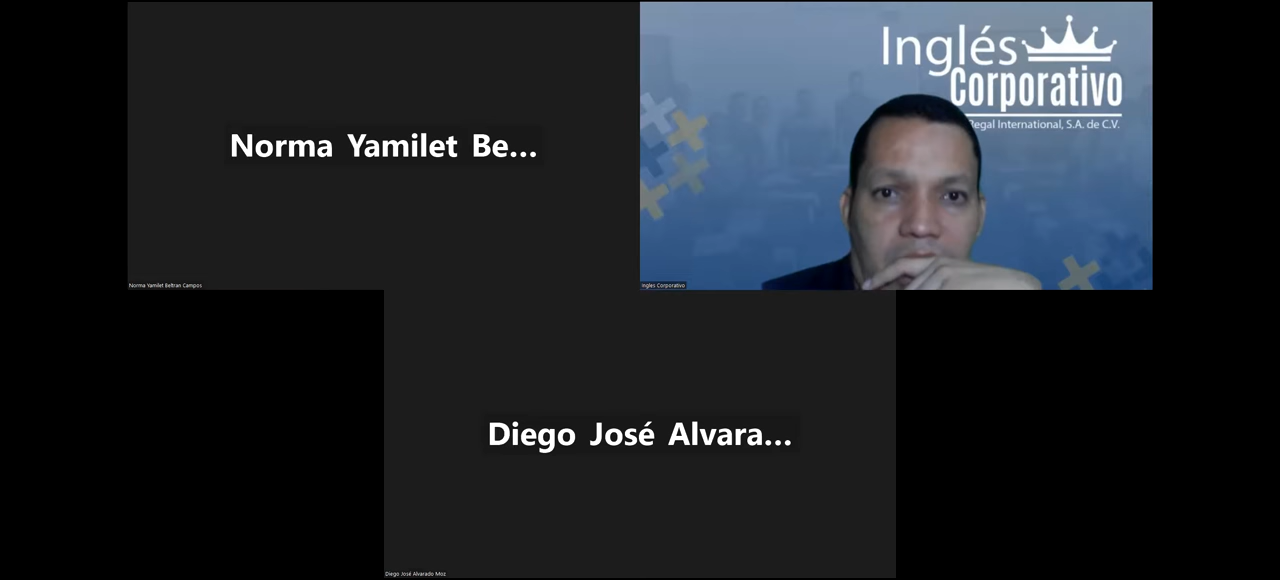 Norma Yamilet Be...
Norma Yamilet Beltran Campos
Inglés
Corporativo
Regal International, S.A. de C.V.
Ingles Corporativo
Diego José Alvara...
Diego José Alvarado Moz